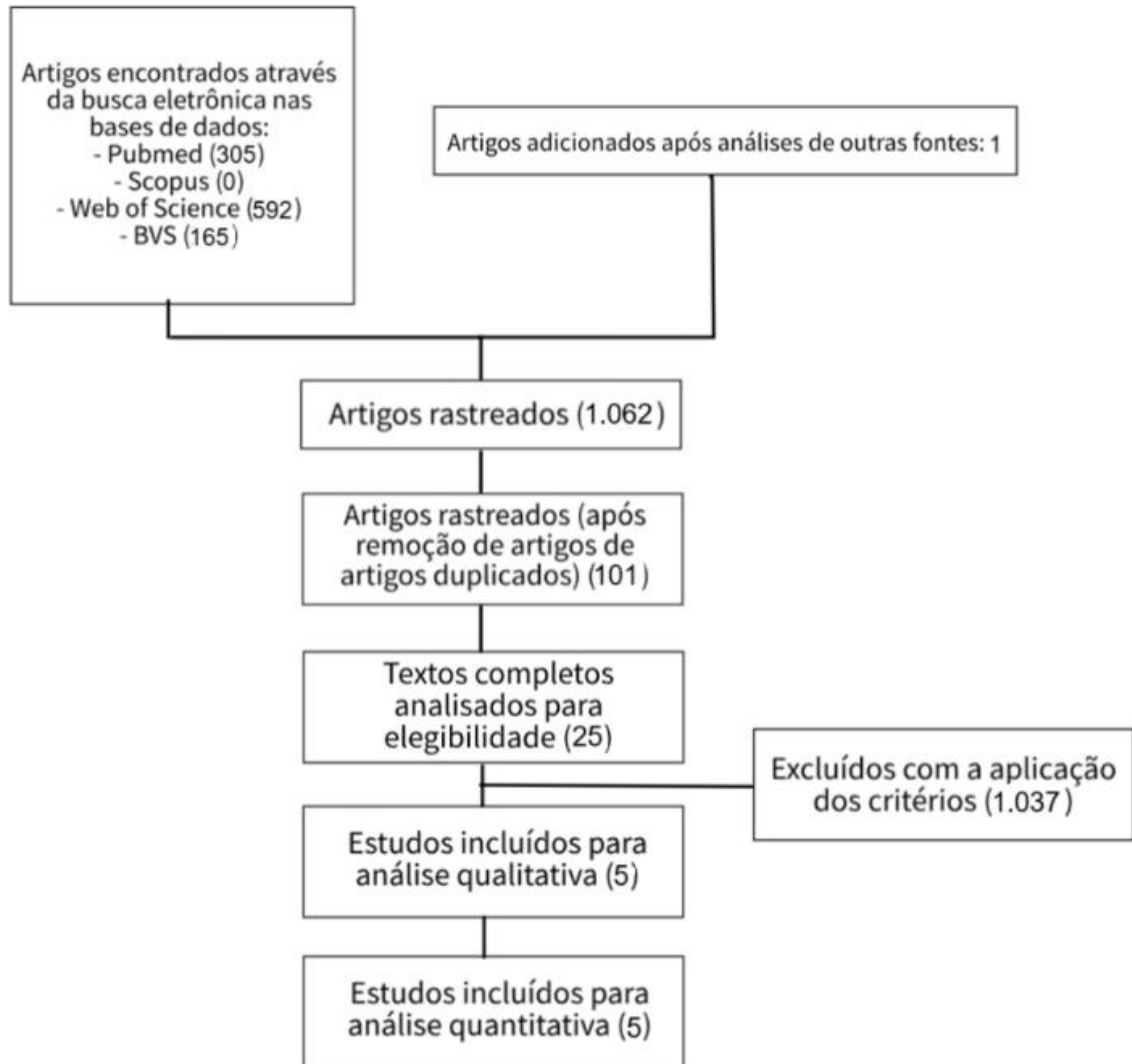 Artigos encontrados através
da busca eletrônica nas
bases de dados:
- Pubmed (305)
- Scopus (0)
- Web of Science (592)
- BVS (165)
Artigos adicionados após análises de outras fontes: 1
Artigos rastreados (1.062)
Artigos rastreados (após
remoção de artigos de
artigos duplicados) (101)
Textos completos
analisados para
elegibilidade (25)
Excluídos com a aplicação
dos critérios (1.037)
Estudos incluídos para
análise qualitativa (5)
Estudos incluídos para
análise quantitativa (5)